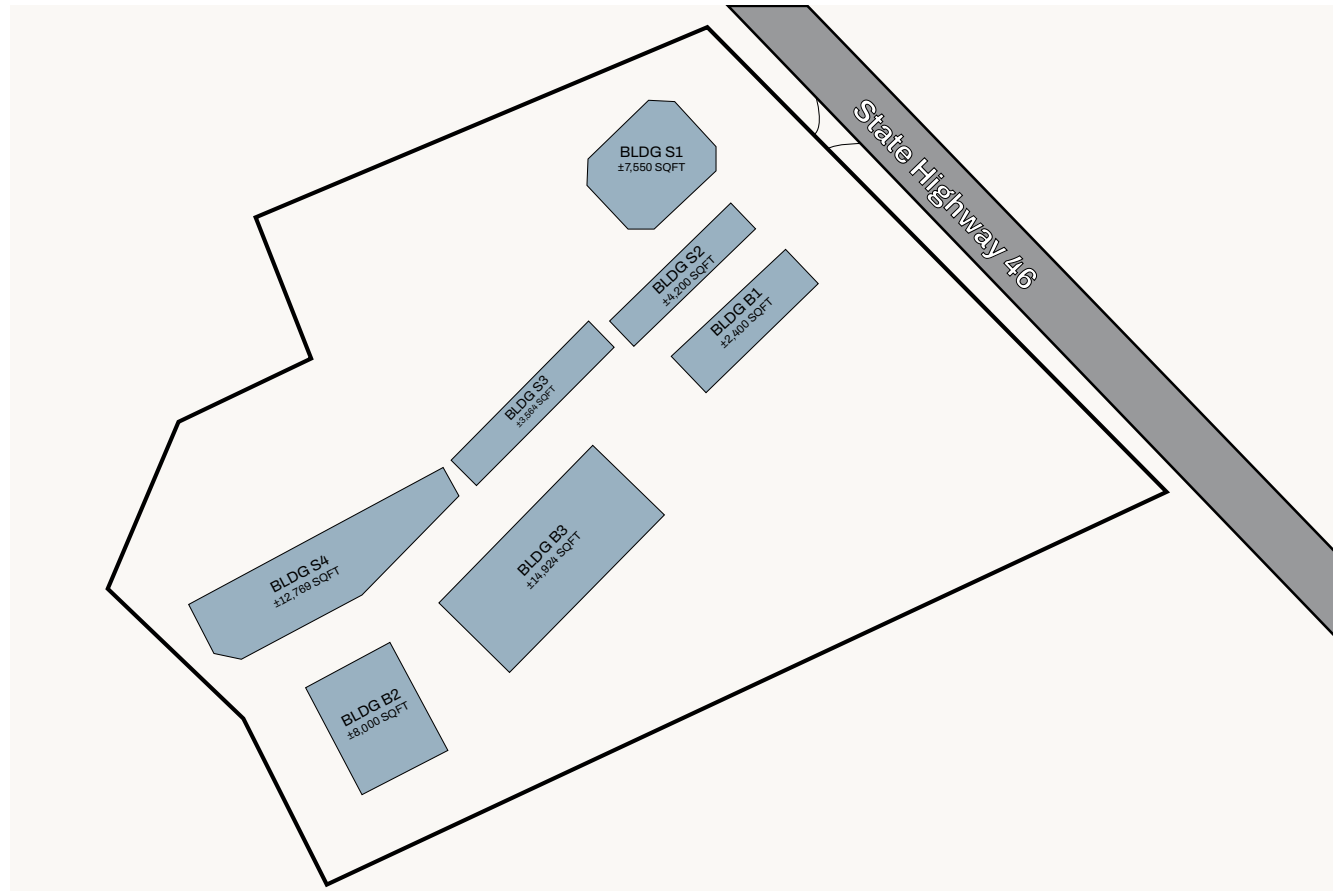 BLDG S1
±7,550 SQFT
State Highway 46
BLDG S2
±4,200 SQFT
BLDG B1
±2,400 SQFT
BLDG S3
±3,564 SQFT
BLDG B3
±14,924 SQFT
BLDG S4
±12,769 SQFT
BLDG B2
±8,000 SQFT